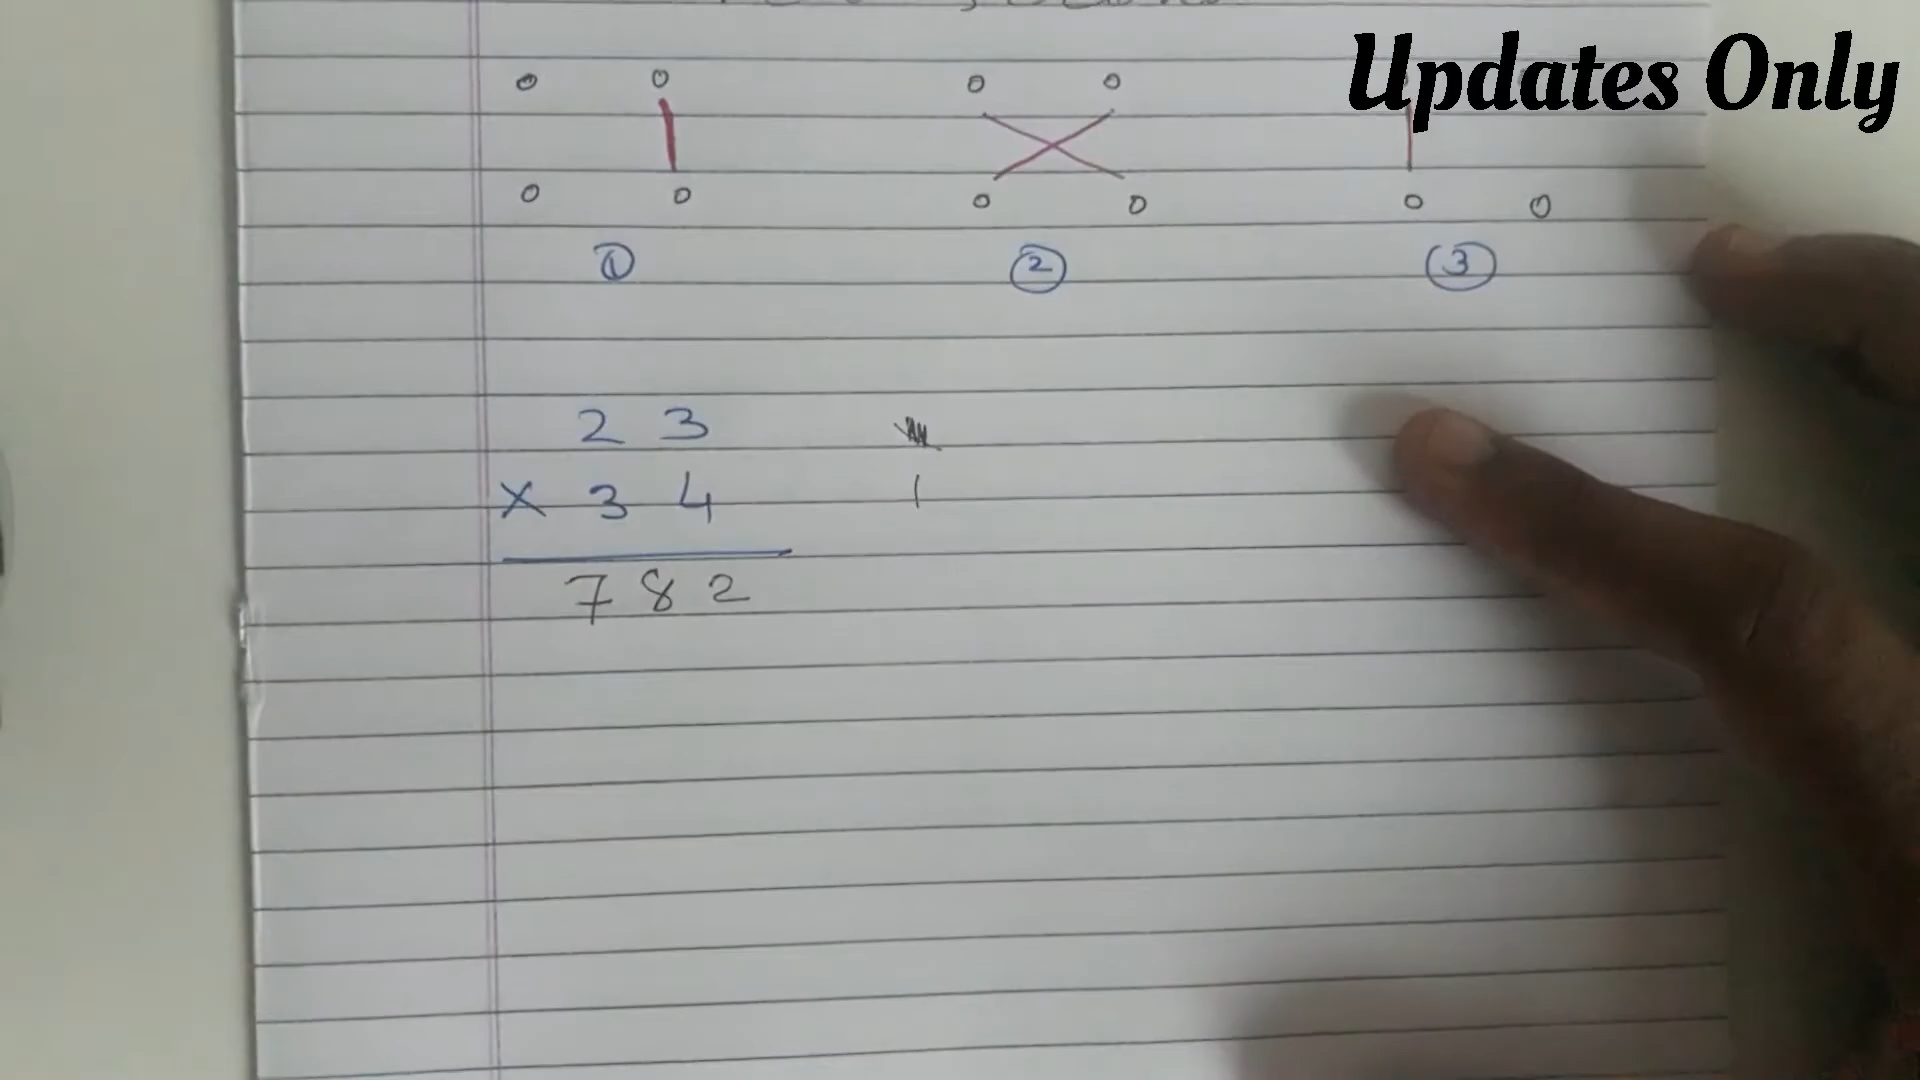 Updates Only
o o o o
o o o o o o
① ② ③
2 3
x 3 4 1
7 8 2